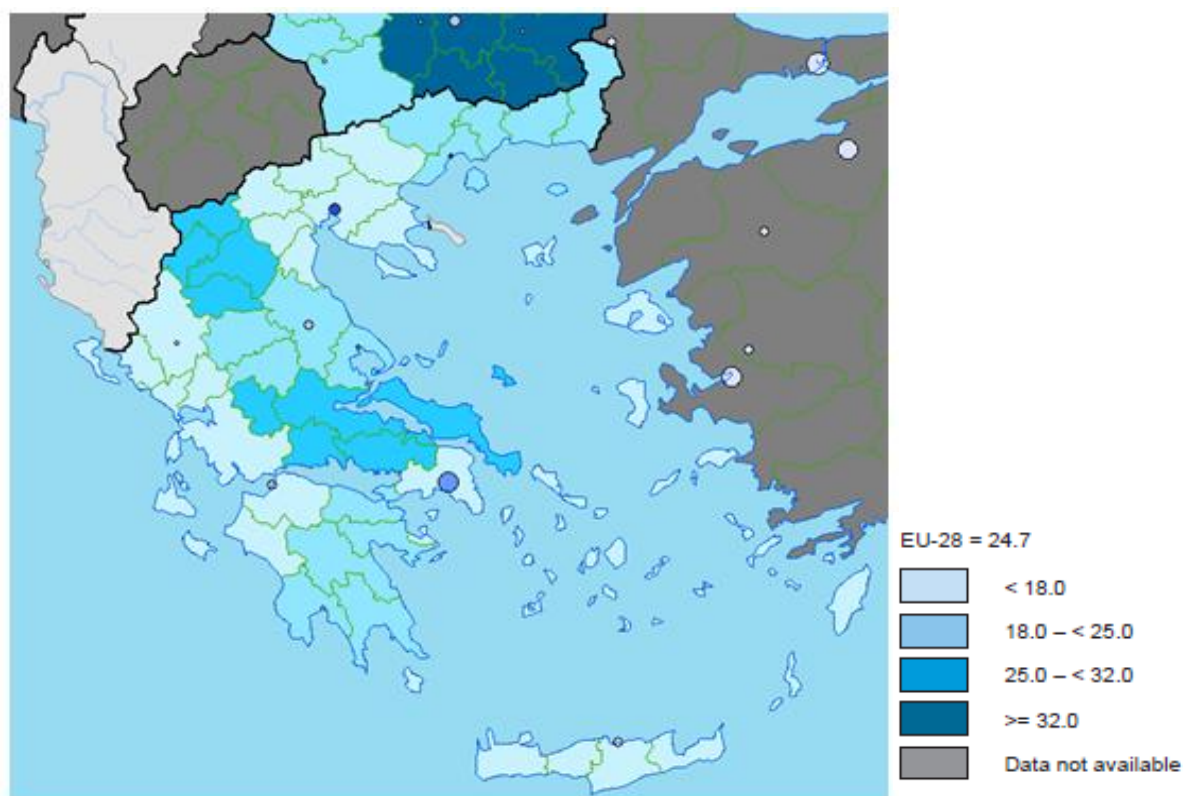 EU-28 = 24.7
< 18.0
18.0 – < 25.0
25.0 – < 32.0
>= 32.0
Data not available